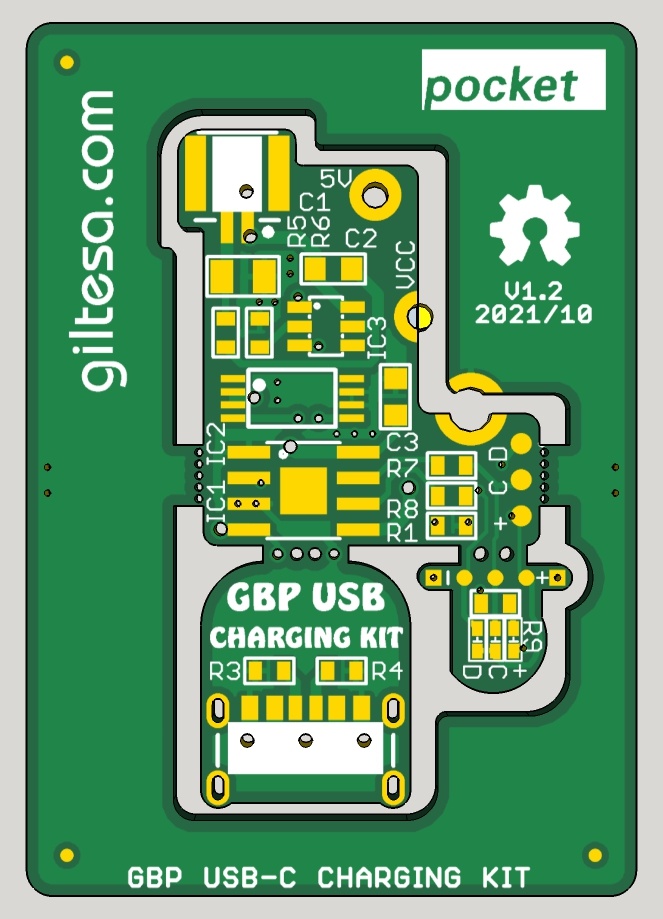 pocket
giltesa.com
5V
C1
R5
R6
C2
VCC
V1.2
2021/10
IC3
IC2
C3
R7
D
C
IC1
R8
+
R1
GBP USB
CHARGING KIT
+
R3
R4
R9
D
C
+
GBP USB-C CHARGING KIT